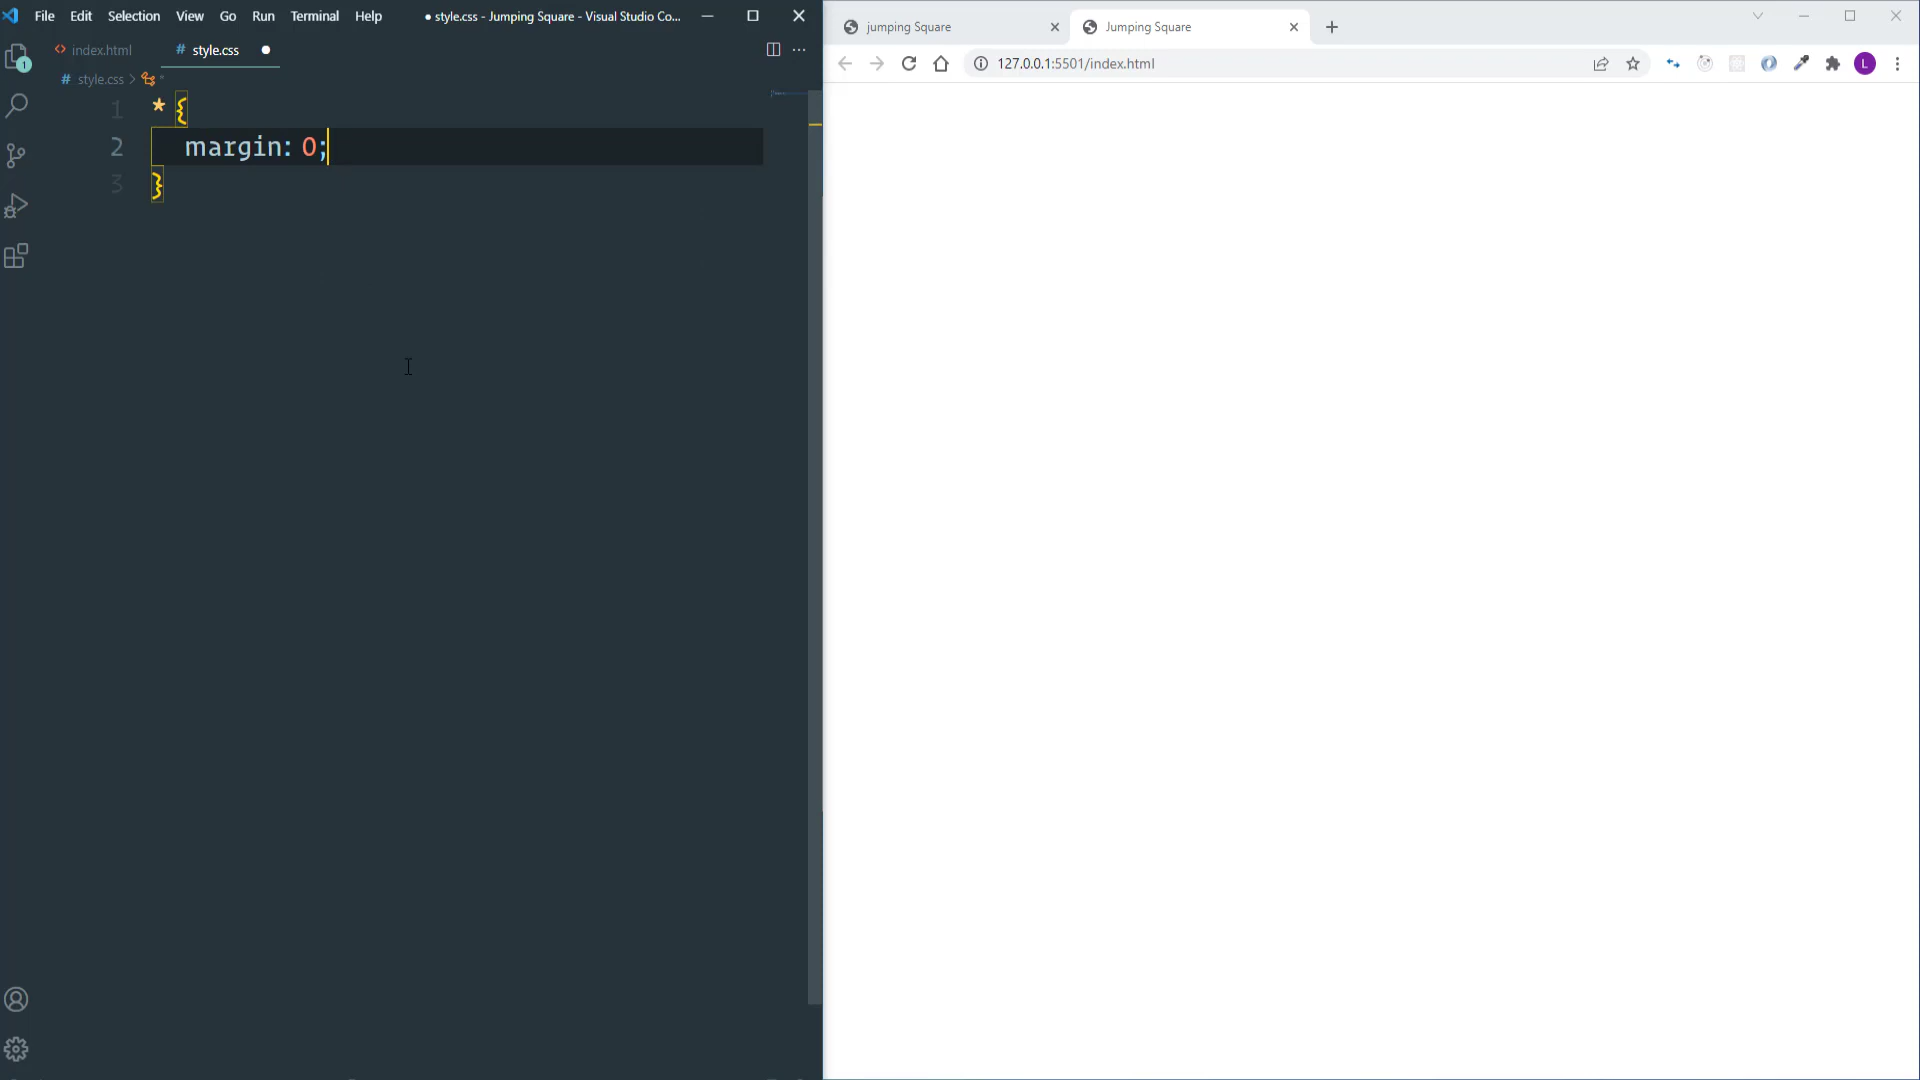 File Edit Selection View Go Run Terminal Help ● style.css - Jumping Square - Visual Studio Co...
index.html # style.css
# style.css > *
1 * {
2 margin: 0;
3 }
1
jumping Square
Jumping Square
127.0.0.1:5501/index.html
L